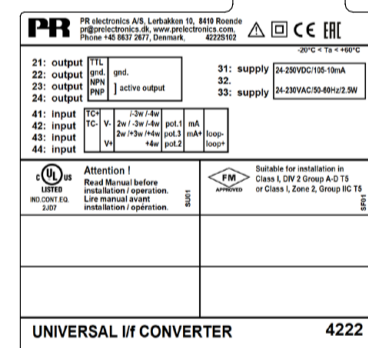 PR
PR electronics A/S, Lerbakken 10, 8410 Roende
pr@prelectronics.dk, www.prelectronics.com,
Phone +45 8637 2677, Denmark. 42225102
CE EAC
-20°C < Ta < +60°C
21: output TTL
22: output gnd. gnd.
23: output NPN ] active output
24: output PNP
31: supply 24-250VDC/105-10mA
32.
33: supply 24-230VAC/50-60Hz/2.5W
41: input TC+ /-3w /-4w
42: input TC- V- 2w /-3w /-4w pot.1 mA
43: input 2w /+3w /+4w pot.3 mA+ loop-
44: input V+ +4w pot.2 loop+
c UL us
LISTED
IND.CONT.EQ.
2J07
Attention !
Read Manual before
installation / operation.
Lire manual avant
installation / opération.
SU01
FM
APPROVED
Suitable for installation in
Class I, DIV 2 Group A-D T5
or Class I, Zone 2, Group IIC T5
SF01
UNIVERSAL I/f CONVERTER 4222